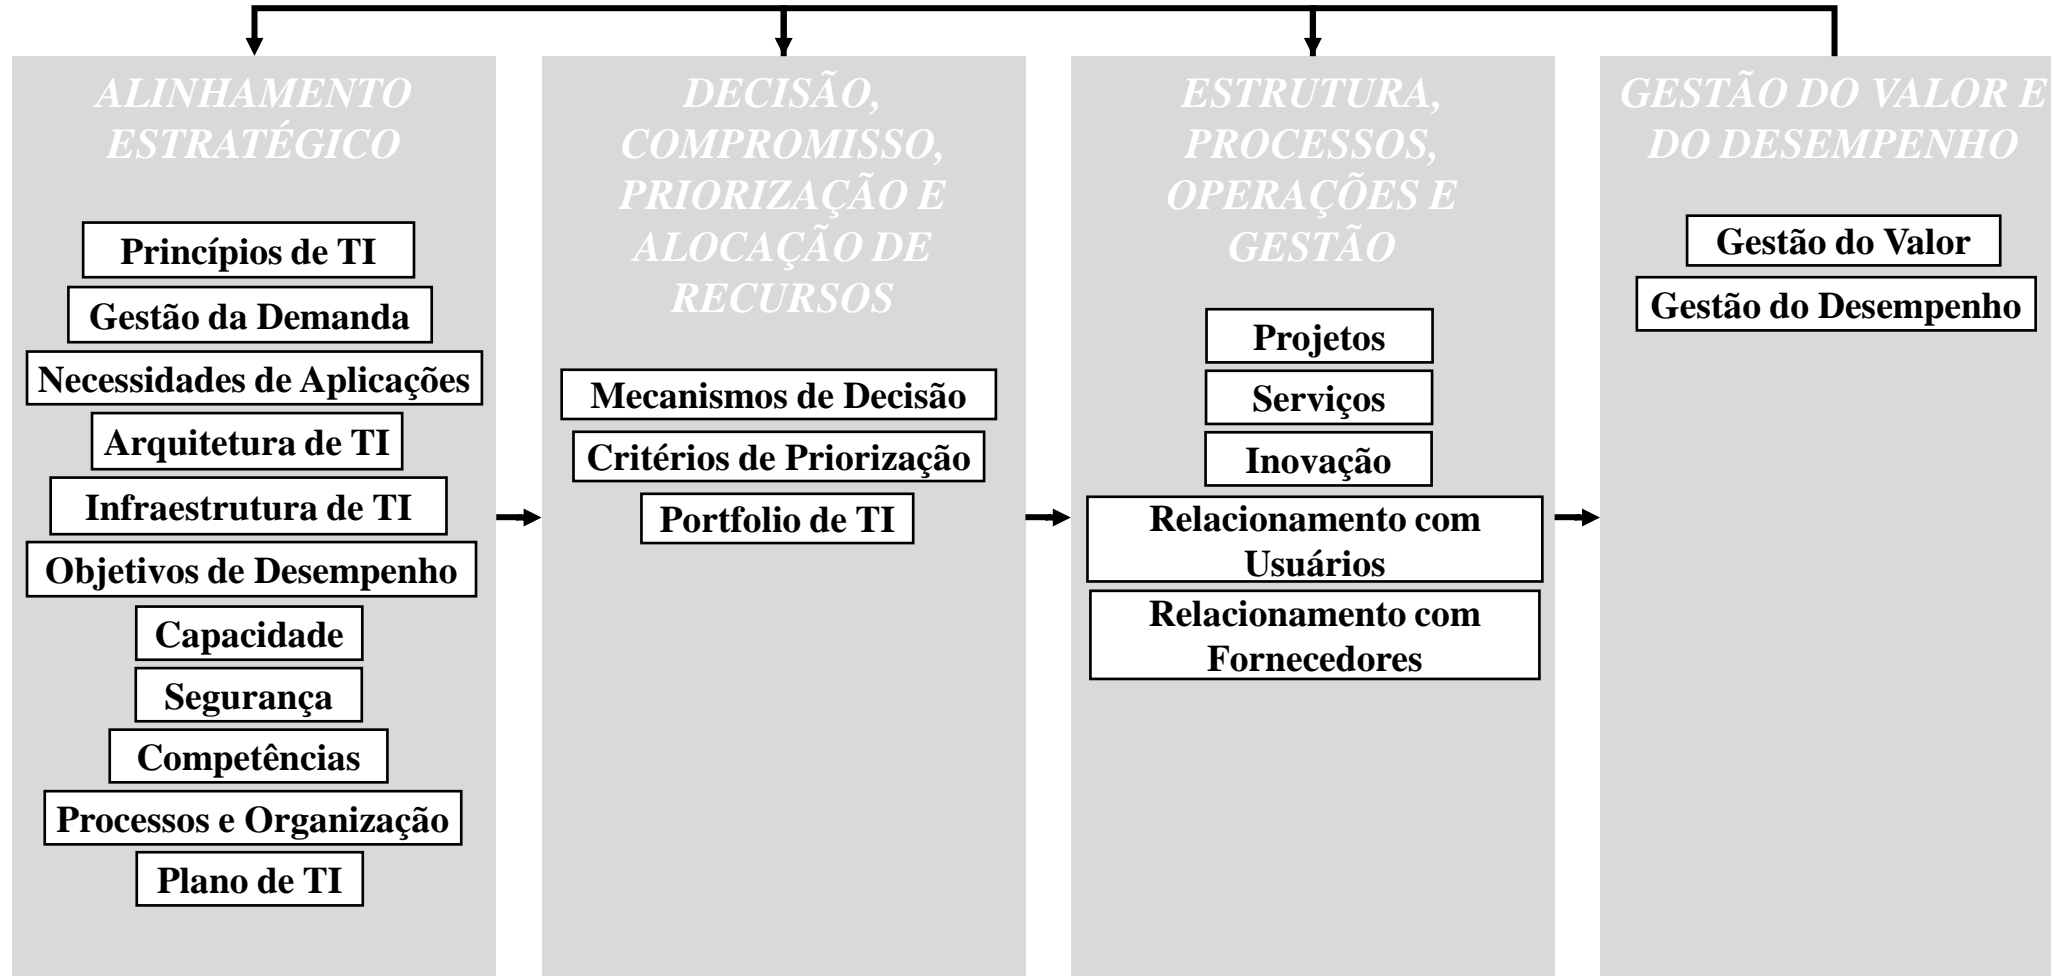 ALINHAMENTO
ESTRATÉGICO
Princípios de TI
Gestão da Demanda
Necessidades de Aplicações
Arquitetura de TI
Infraestrutura de TI
Objetivos de Desempenho
Capacidade
Segurança
Competências
Processos e Organização
Plano de TI
DECISÃO,
COMPROMISSO,
PRIORIZAÇÃO E
ALOCAÇÃO DE
RECURSOS
Mecanismos de Decisão
Critérios de Priorização
Portfolio de TI
ESTRUTURA,
PROCESSOS,
OPERAÇÕES E
GESTÃO
Projetos
Serviços
Inovação
Relacionamento com
Usuários
Relacionamento com
Fornecedores
GESTÃO DO VALOR E
DO DESEMPENHO
Gestão do Valor
Gestão do Desempenho